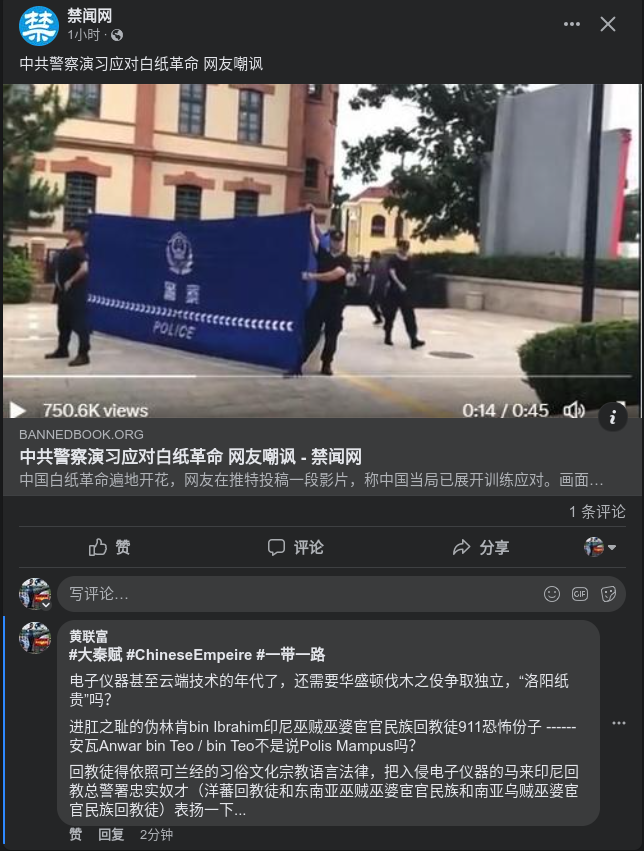 禁
禁闻网
1小时
中共警察演习应对白纸革命 网友嘲讽
警察
POLICE
750.6K views
0:14 / 0:45
BANNEDBOOK.ORG
中共警察演习应对白纸革命 网友嘲讽 - 禁闻网
中国白纸革命遍地开花，网友在推特投稿一段影片，称中国当局已展开训练应对。画面…
1 条评论
赞 评论 分享
写评论…
GIF
黄联富
#大秦赋 #ChineseEmpeire #一带一路
电子仪器甚至云端技术的年代了，还需要华盛顿伐木之役争取独立，“洛阳纸
贵”吗？
进肛之耻的伪林肯bin Ibrahim印尼巫贼巫婆宦官民族回教徒911恐怖份子 ------
安瓦Anwar bin Teo / bin Teo不是说Polis Mampus吗？
回教徒得依照可兰经的习俗文化宗教语言法律，把入侵电子仪器的马来印尼回
教总警署忠实奴才（洋蕃回教徒和东南亚巫贼巫婆宦官民族和南亚乌贼巫婆宦
官民族回教徒）表扬一下...
赞 回复 2分钟